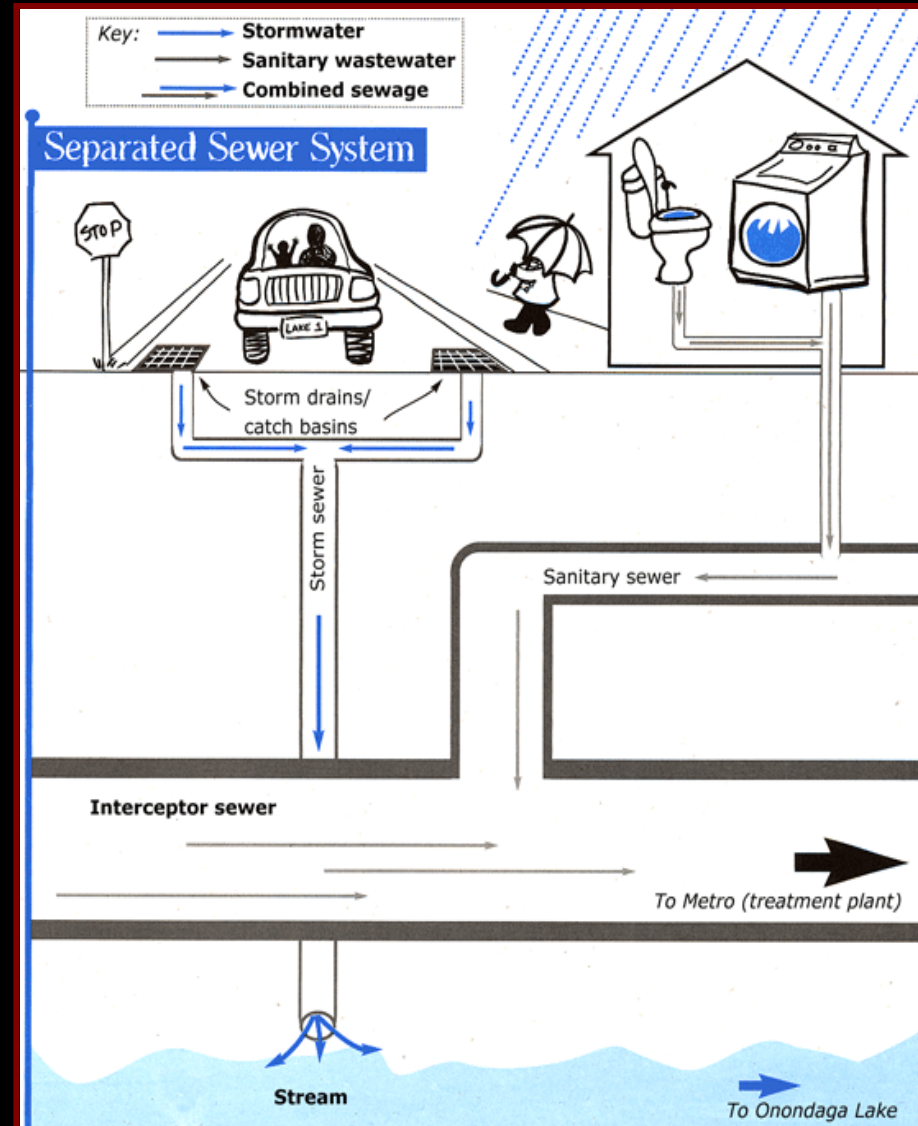 Key: Stormwater
Sanitary wastewater
Combined sewage
Separated Sewer System
STOP
LAKE 1
Storm drains/
catch basins
Storm sewer
Sanitary sewer
Interceptor sewer
To Metro (treatment plant)
Stream
To Onondaga Lake